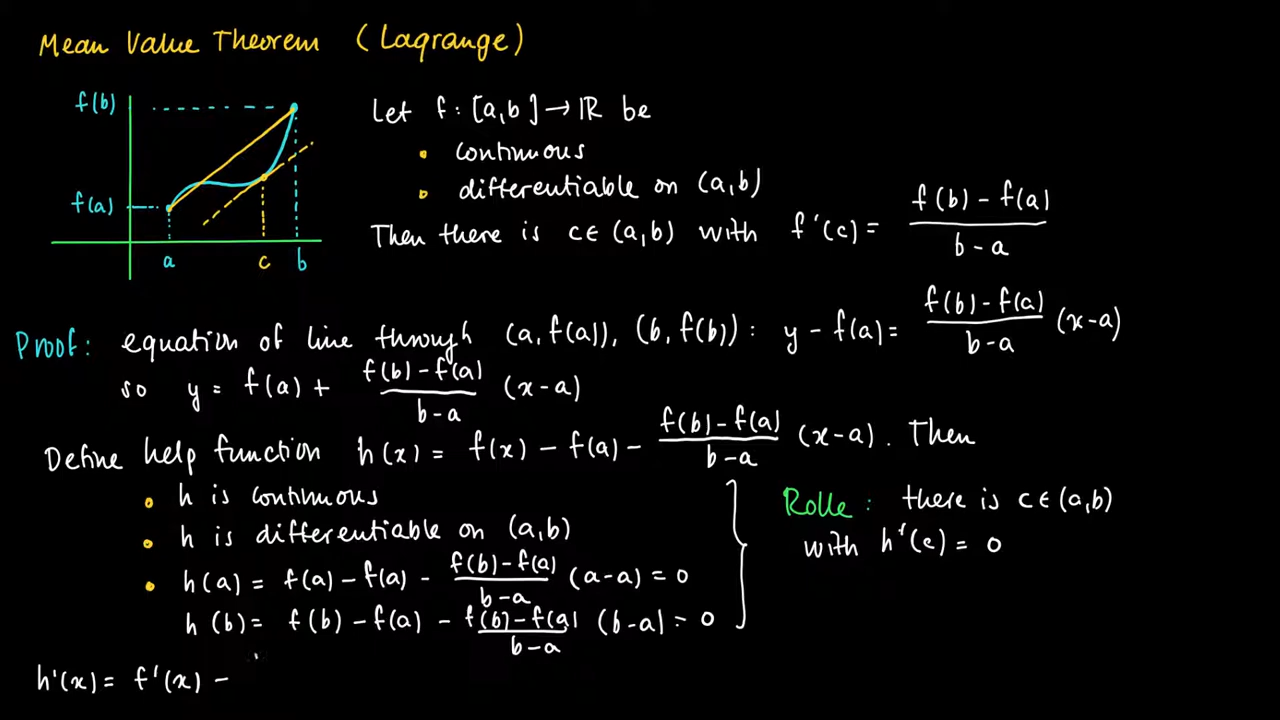 Mean Value Theorem (Lagrange)
f(b)
f(a)
a c b
Let f : [a,b] → ℝ be
• continuous
• differentiable on (a,b)
Then there is c ∈ (a,b) with f'(c) = (f(b) - f(a))/(b - a)
Proof: equation of line through (a, f(a)), (b, f(b)): y - f(a) = (f(b) - f(a))/(b - a) (x-a)
so y = f(a) + (f(b) - f(a))/(b - a) (x-a)
Define help function h(x) = f(x) - f(a) - (f(b) - f(a))/(b - a) (x-a). Then
• h is continuous
• h is differentiable on (a,b)
• h(a) = f(a) - f(a) - (f(b) - f(a))/(b - a) (a-a) = 0
h(b) = f(b) - f(a) - (f(b) - f(a))/(b - a) (b-a) = 0
Rolle: there is c ∈ (a,b)
with h'(c) = 0
h'(x) = f'(x) -